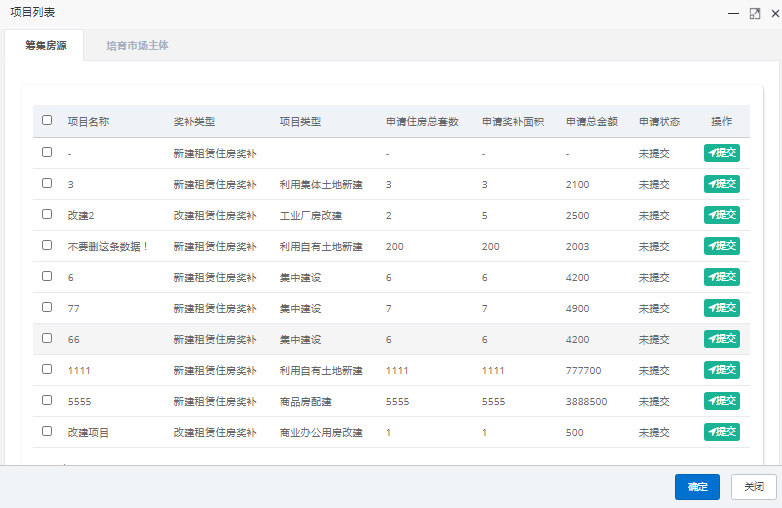 项目列表
筹集房源 培育市场主体
项目名称 奖补类型 项目类型 申请住房总套数 申请奖补面积 申请总金额 申请状态 操作
- 新建租赁住房奖补 - - - 未提交 提交
3 新建租赁住房奖补 利用集体土地新建 3 3 2100 未提交 提交
改建2 改建租赁住房奖补 工业厂房改建 2 5 2500 未提交 提交
不要删这条数据！ 新建租赁住房奖补 利用自有土地新建 200 200 2003 未提交 提交
6 新建租赁住房奖补 集中建设 6 6 4200 未提交 提交
77 新建租赁住房奖补 集中建设 7 7 4900 未提交 提交
66 新建租赁住房奖补 集中建设 6 6 4200 未提交 提交
1111 新建租赁住房奖补 利用自有土地新建 1111 1111 777700 未提交 提交
5555 新建租赁住房奖补 商品房配建 5555 5555 3888500 未提交 提交
改建项目 改建租赁住房奖补 商业办公用房改建 1 1 500 未提交 提交
确定 关闭